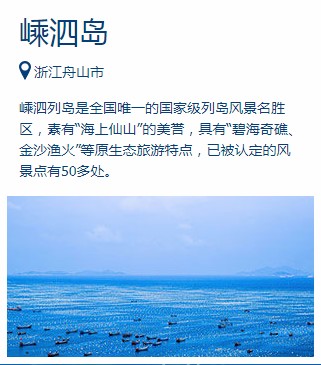 嵊泗岛
浙江舟山市
嵊泗列岛是全国唯一的国家级列岛风景名胜
区，素有“海上仙山”的美誉，具有“碧海奇礁、
金沙渔火”等原生态旅游特点，已被认定的风
景点有50多处。